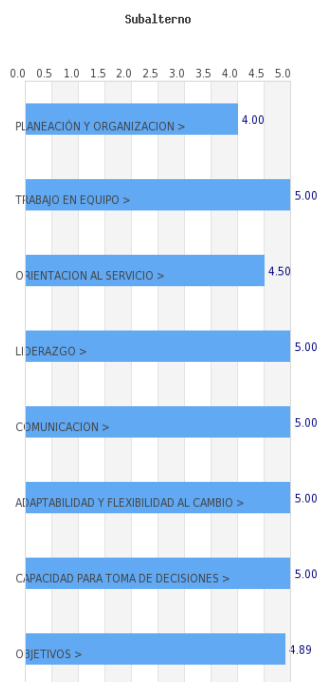 Subalterno
0.0 0.5 1.0 1.5 2.0 2.5 3.0 3.5 4.0 4.5 5.0
PLANEACIÓN Y ORGANIZACION > 4.00
TRABAJO EN EQUIPO > 5.00
ORIENTACION AL SERVICIO > 4.50
LIDERAZGO > 5.00
COMUNICACION > 5.00
ADAPTABILIDAD Y FLEXIBILIDAD AL CAMBIO > 5.00
CAPACIDAD PARA TOMA DE DECISIONES > 5.00
OBJETIVOS > 4.89